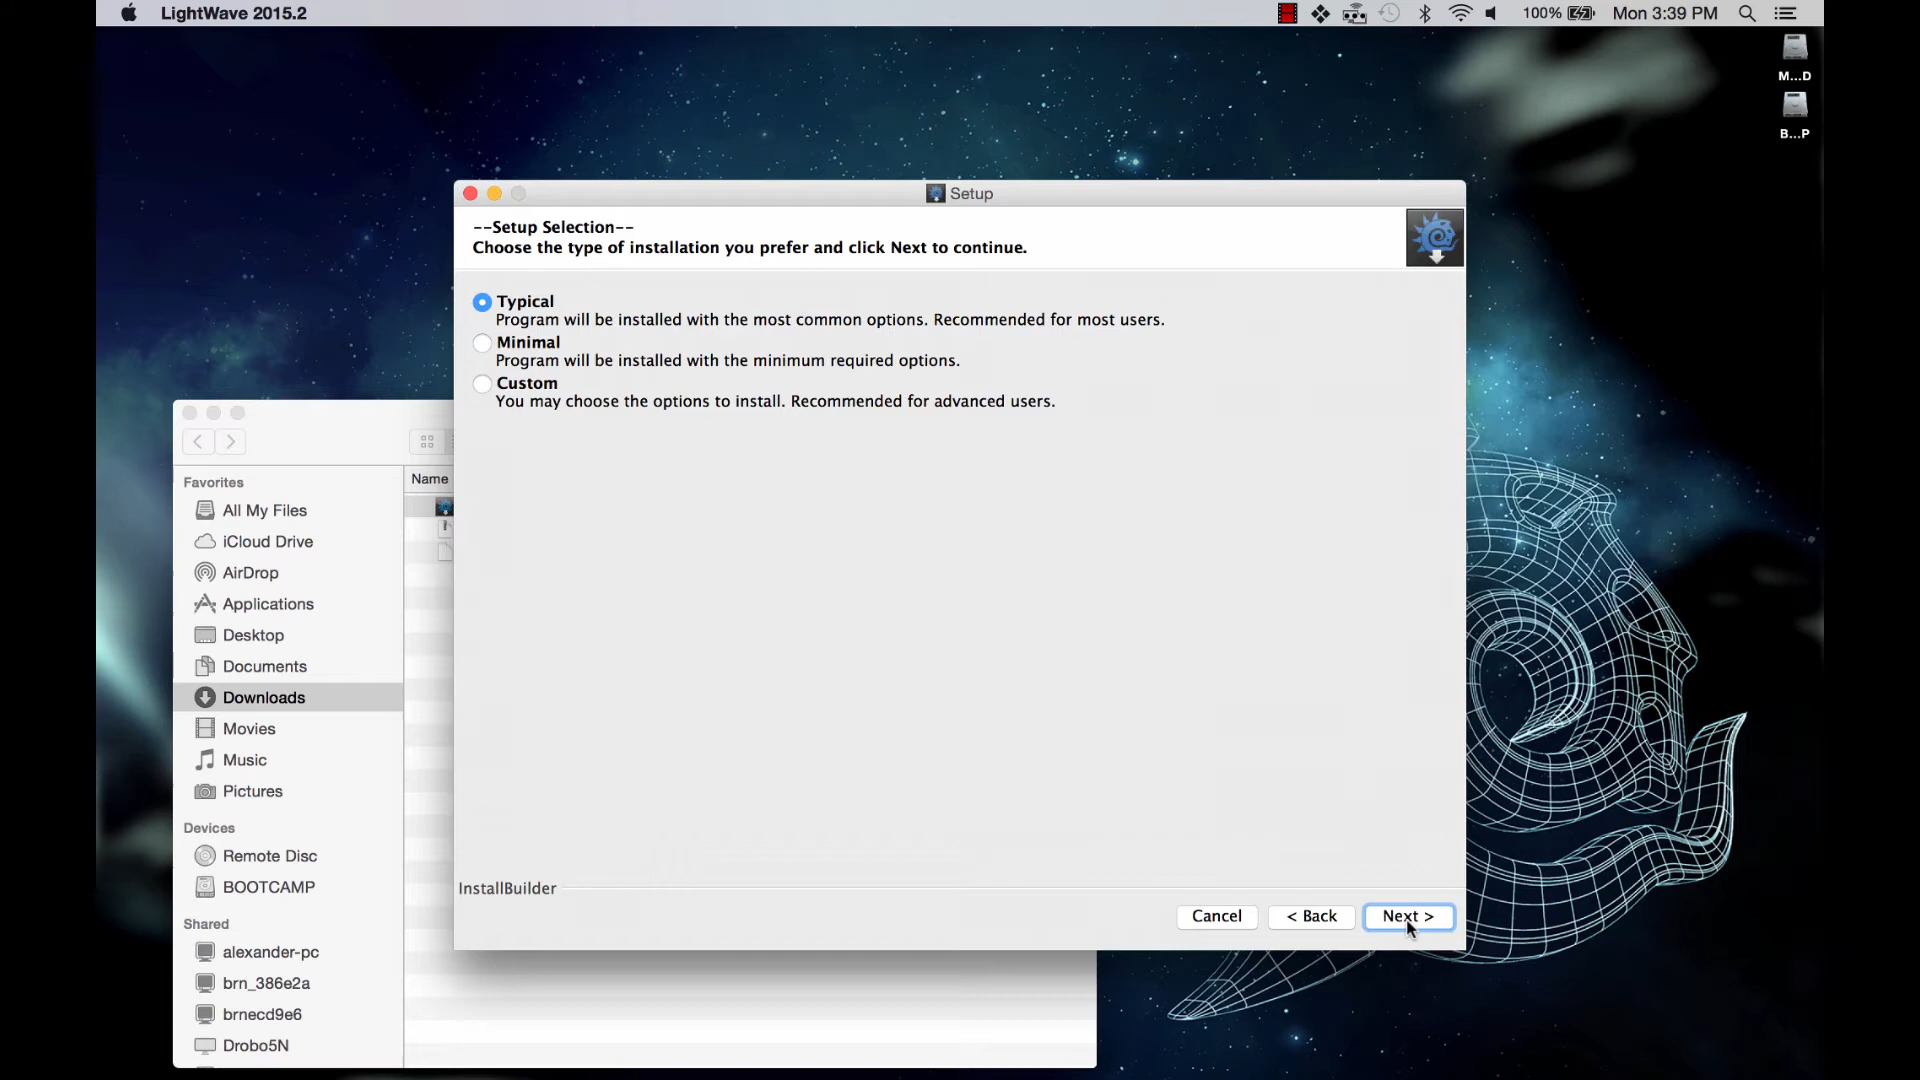 LightWave 2015.2
100%
Mon 3:39 PM
M...D
B...P
Setup
--Setup Selection--
Choose the type of installation you prefer and click Next to continue.
Typical
Program will be installed with the most common options. Recommended for most users.
Minimal
Program will be installed with the minimum required options.
Custom
You may choose the options to install. Recommended for advanced users.
InstallBuilder
Cancel
< Back
Next >
Name
Favorites
All My Files
iCloud Drive
AirDrop
Applications
Desktop
Documents
Downloads
Movies
Music
Pictures
Devices
Remote Disc
BOOTCAMP
Shared
alexander-pc
brn_386e2a
brnecd9e6
Drobo5N